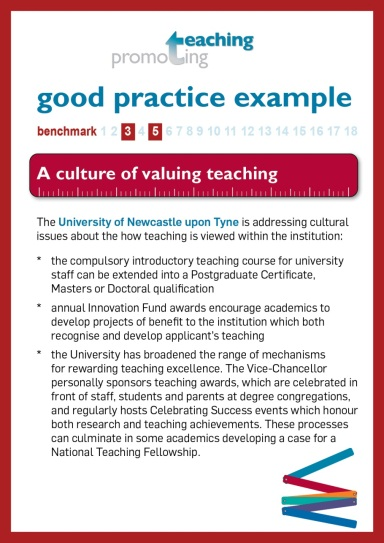 teaching
promoting
good practice example
benchmark 1 2 3 4 5 6 7 8 9 10 11 12 13 14 15 16 17 18
A culture of valuing teaching
The University of Newcastle upon Tyne is addressing cultural
issues about the how teaching is viewed within the institution:
* the compulsory introductory teaching course for university
staff can be extended into a Postgraduate Certificate,
Masters or Doctoral qualification
* annual Innovation Fund awards encourage academics to
develop projects of benefit to the institution which both
recognise and develop applicant's teaching
* the University has broadened the range of mechanisms
for rewarding teaching excellence. The Vice-Chancellor
personally sponsors teaching awards, which are celebrated in
front of staff, students and parents at degree congregations,
and regularly hosts Celebrating Success events which honour
both research and teaching achievements. These processes
can culminate in some academics developing a case for a
National Teaching Fellowship.